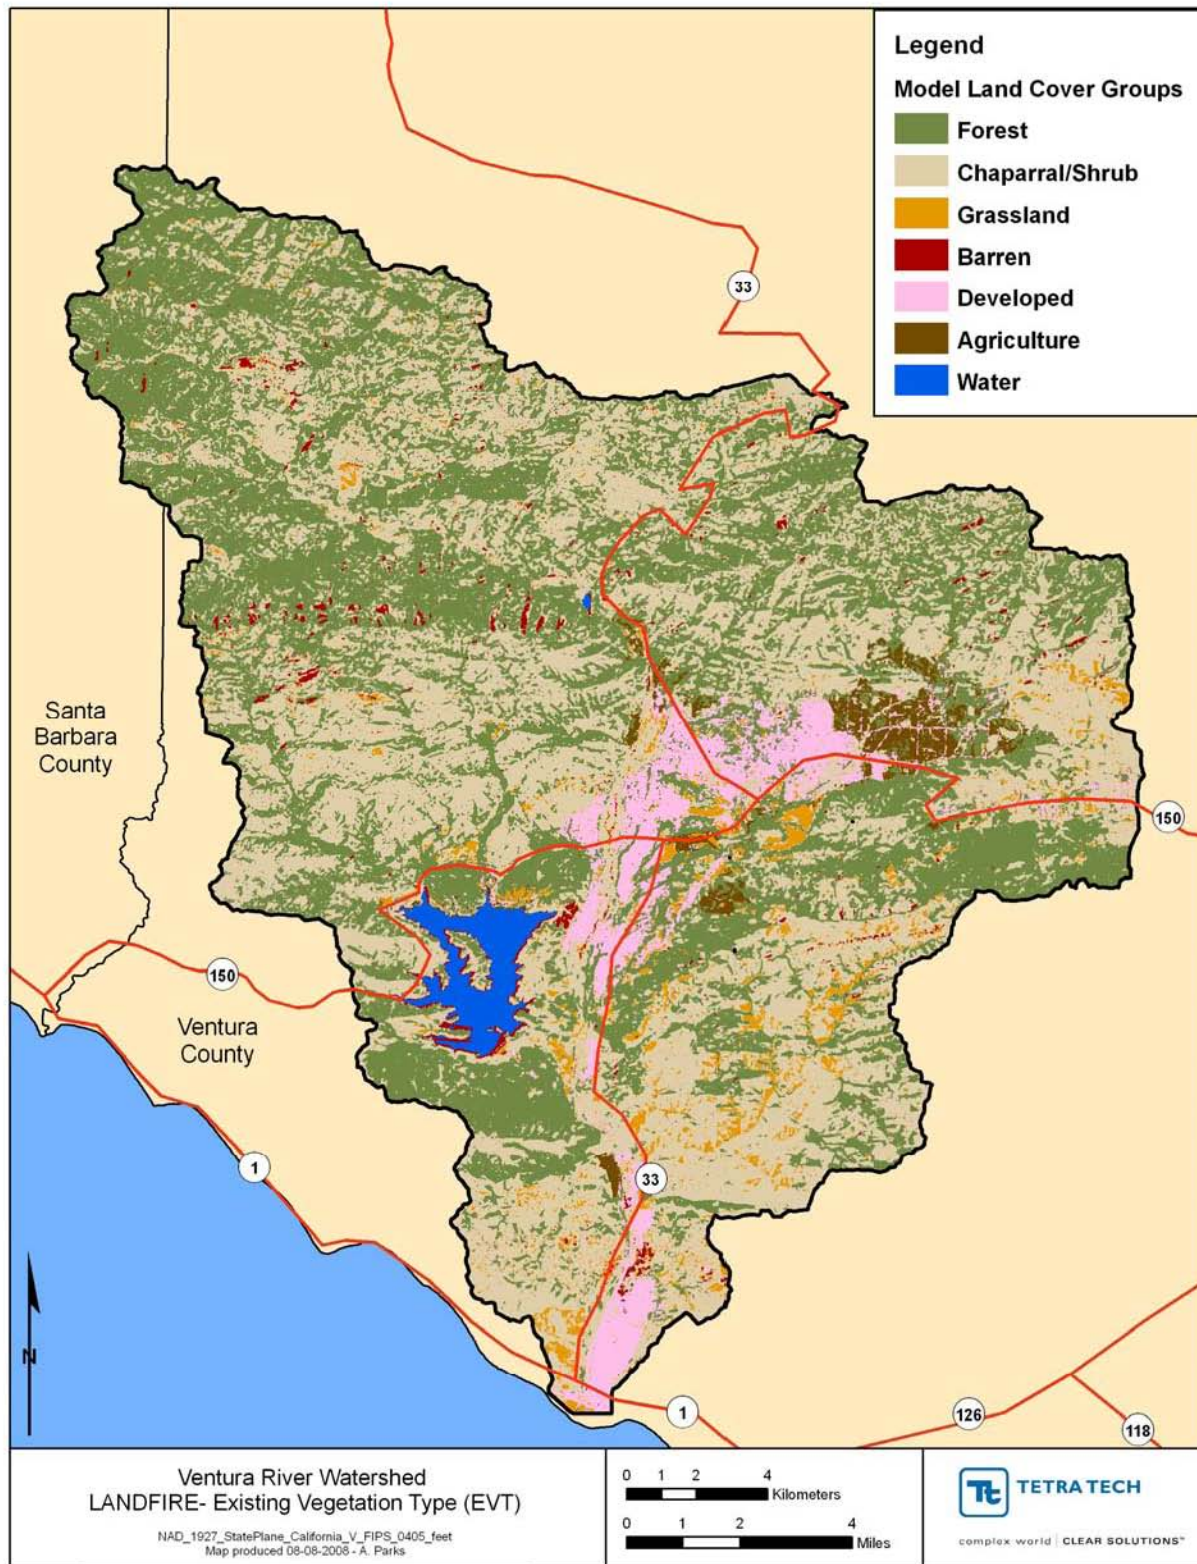 Legend
Model Land Cover Groups
Forest
Chaparral/Shrub
Grassland
Barren
Developed
Agriculture
Water
33
Santa
Barbara
County
150
150
Ventura
County
1
33
N
1
126
118
Ventura River Watershed
LANDFIRE- Existing Vegetation Type (EVT)
NAD_1927_StatePlane_California_V_FIPS_0405_feet
Map produced 08-08-2008 - A. Parks
0 1 2 4
Kilometers
0 1 2 4
Miles
Tt TETRA TECH
complex world | CLEAR SOLUTIONS™